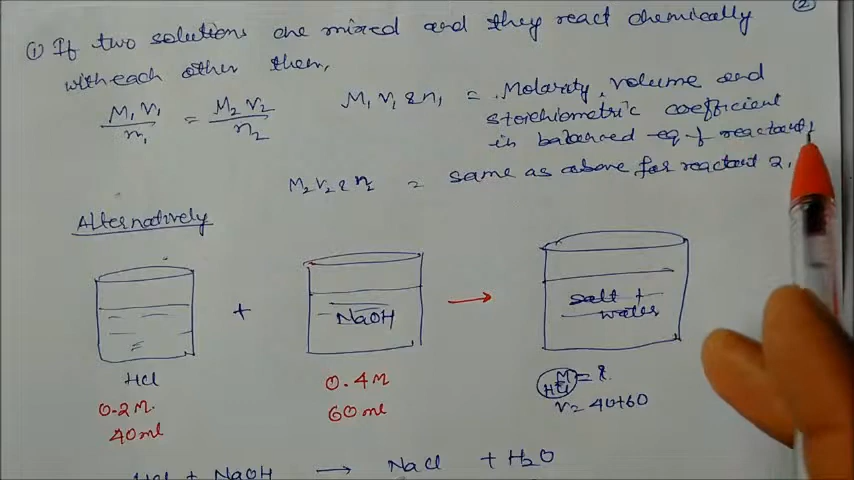 ②
① If two solutions are mixed and they react chemically
with each other then,
M₁V₁/n₁ = M₂V₂/n₂
M₁ V₁ & n₁ = Molarity, volume and
stoichiometric coefficient
in balanced eq of reactant 1
M₂ V₂ & n₂ = same as above for reactant 2.
Alternatively
+ NaOH → salt +
water
HCl
0.2M
40ml
0.4M
60ml
M HCl = ?
V = 40+60
HCl + NaOH → NaCl + H₂O